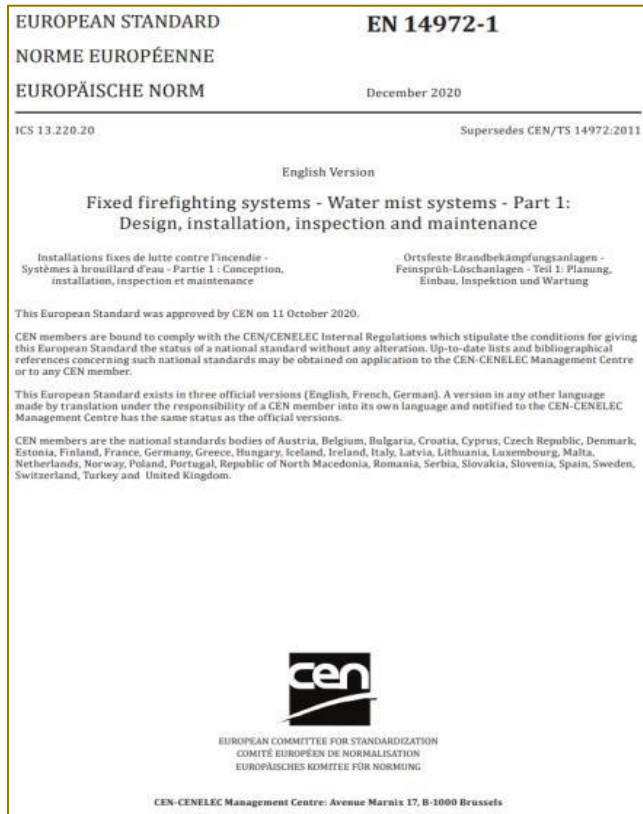 EUROPEAN STANDARD
NORME EUROPÉENNE
EUROPÄISCHE NORM
EN 14972-1
December 2020
ICS 13.220.20
Supersedes CEN/TS 14972:2011
English Version
Fixed firefighting systems - Water mist systems - Part 1:
Design, installation, inspection and maintenance
Installations fixes de lutte contre l'incendie -
Systèmes à brouillard d'eau - Partie 1 : Conception,
installation, inspection et maintenance
Ortsfeste Brandbekämpfungsanlagen -
Feinsprüh-Löschanlagen - Teil 1: Planung,
Einbau, Inspektion und Wartung
This European Standard was approved by CEN on 11 October 2020.
CEN members are bound to comply with the CEN/CENELEC Internal Regulations which stipulate the conditions for giving
this European Standard the status of a national standard without any alteration. Up-to-date lists and bibliographical
references concerning such national standards may be obtained on application to the CEN-CENELEC Management Centre
or to any CEN member.
This European Standard exists in three official versions (English, French, German). A version in any other language
made by translation under the responsibility of a CEN member into its own language and notified to the CEN-CENELEC
Management Centre has the same status as the official versions.
CEN members are the national standards bodies of Austria, Belgium, Bulgaria, Croatia, Cyprus, Czech Republic, Denmark,
Estonia, Finland, France, Germany, Greece, Hungary, Iceland, Ireland, Italy, Latvia, Lithuania, Luxembourg, Malta,
Netherlands, Norway, Poland, Portugal, Republic of North Macedonia, Romania, Serbia, Slovakia, Slovenia, Spain, Sweden,
Switzerland, Turkey and United Kingdom.
cen
EUROPEAN COMMITTEE FOR STANDARDIZATION
COMITÉ EUROPÉEN DE NORMALISATION
EUROPÄISCHES KOMITEE FÜR NORMUNG
CEN-CENELEC Management Centre: Avenue Marnix 17, B-1000 Brussels